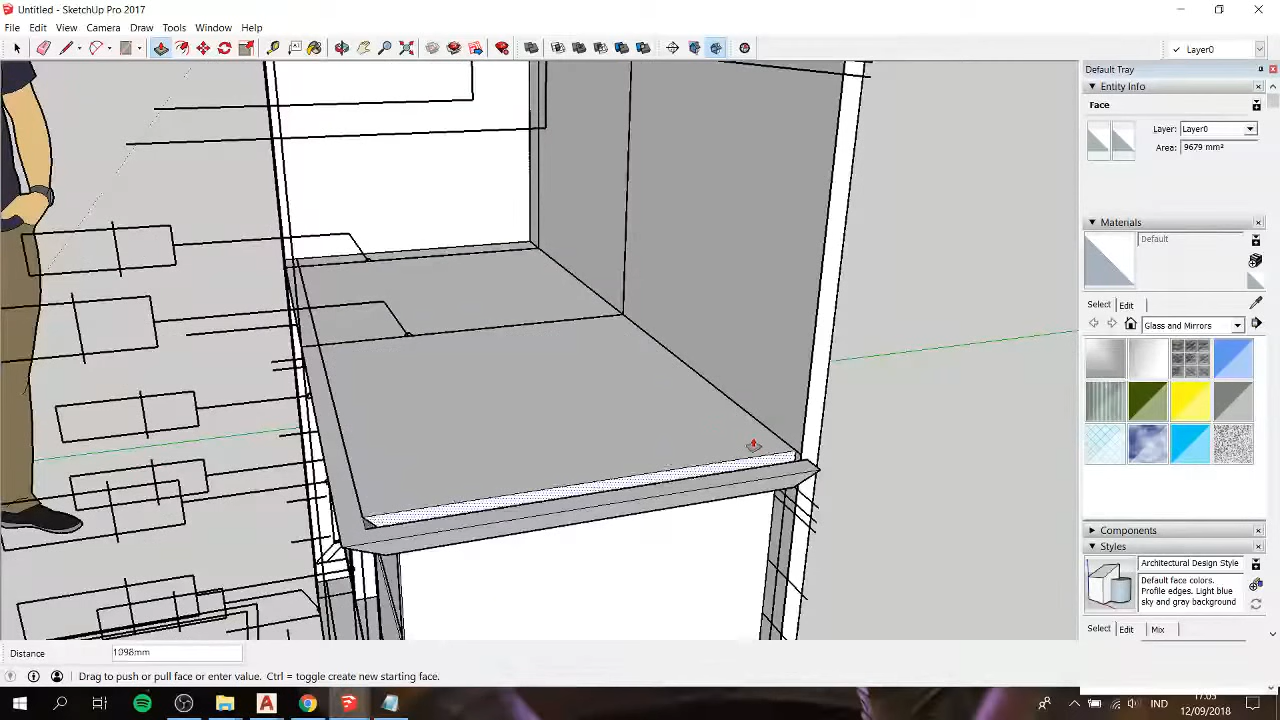 Untitled - SketchUp Pro 2017
File Edit View Camera Draw Tools Window Help
Layer0
Default Tray
Entity Info
Face
Layer: Layer0
Area: 9679 mm²
Materials
Default
Select Edit
Glass and Mirrors
Components
Styles
Architectural Design Style
Default face colors.
Profile edges. Light blue
sky and gray background
Select Edit Mix
Distance 1098mm
Drag to push or pull face or enter value. Ctrl = toggle create new starting face.
IND
17.05
12/09/2018